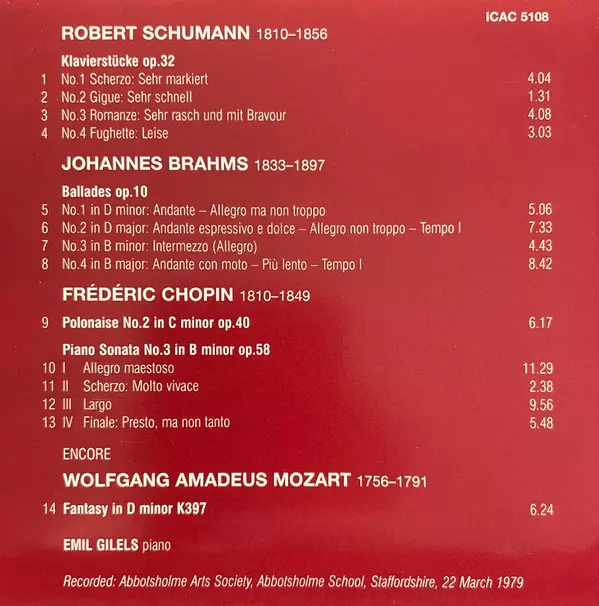 ICAC 5108
ROBERT SCHUMANN 1810–1856
Klavierstücke op.32
1 No.1 Scherzo: Sehr markiert 4.04
2 No.2 Gigue: Sehr schnell 1.31
3 No.3 Romanze: Sehr rasch und mit Bravour 4.08
4 No.4 Fughette: Leise 3.03
JOHANNES BRAHMS 1833–1897
Ballades op.10
5 No.1 in D minor: Andante – Allegro ma non troppo 5.06
6 No.2 in D major: Andante espressivo e dolce – Allegro non troppo – Tempo I 7.33
7 No.3 in B minor: Intermezzo (Allegro) 4.43
8 No.4 in B major: Andante con moto – Più lento – Tempo I 8.42
FRÉDÉRIC CHOPIN 1810–1849
9 Polonaise No.2 in C minor op.40 6.17
Piano Sonata No.3 in B minor op.58
10 I Allegro maestoso 11.29
11 II Scherzo: Molto vivace 2.38
12 III Largo 9.56
13 IV Finale: Presto, ma non tanto 5.48
ENCORE
WOLFGANG AMADEUS MOZART 1756–1791
14 Fantasy in D minor K397 6.24
EMIL GILELS piano
Recorded: Abbotsholme Arts Society, Abbotsholme School, Staffordshire, 22 March 1979